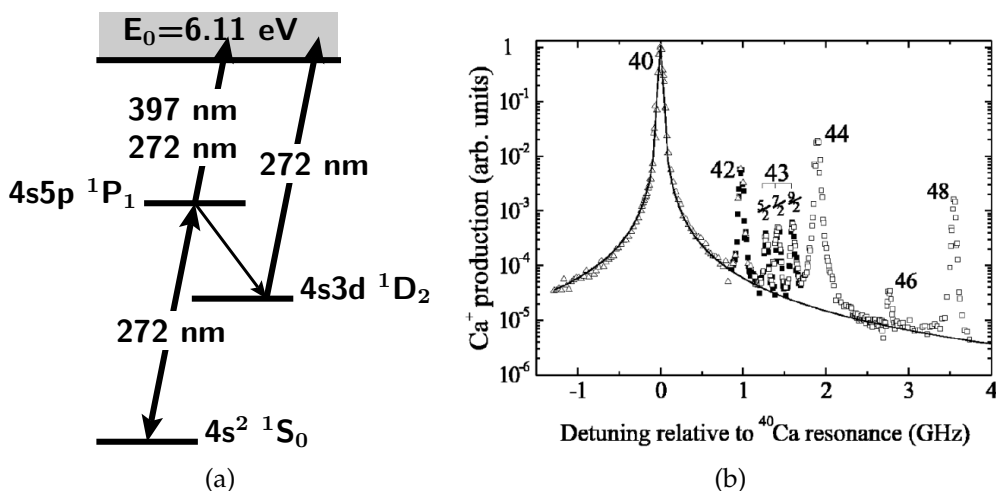 E₀=6.11 eV
397 nm
272 nm
272 nm
4s5p ¹P₁
4s3d ¹D₂
272 nm
4s² ¹S₀
(a)
Ca⁺ production (arb. units)
1
10⁻¹
10⁻²
10⁻³
10⁻⁴
10⁻⁵
10⁻⁶
40
42
43
5/2 7/2 9/2
44
46
48
-1 0 1 2 3 4
Detuning relative to ⁴⁰Ca resonance (GHz)
(b)